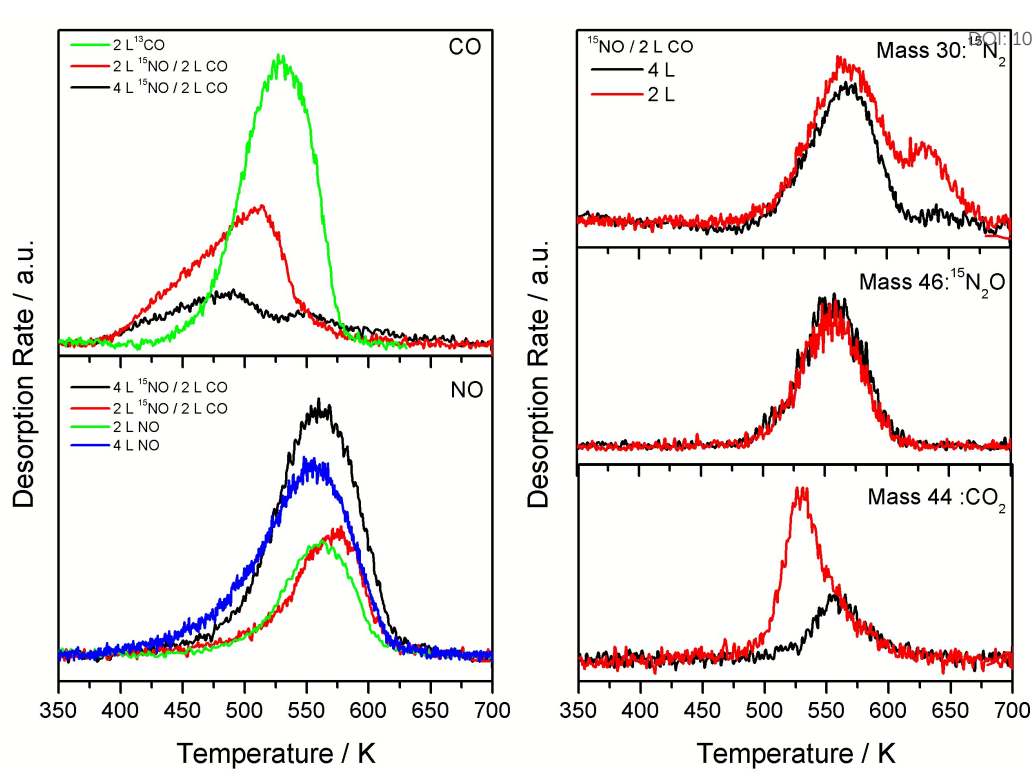 2 L¹³CO
2 L ¹⁵NO / 2 L CO
4 L ¹⁵NO / 2 L CO
CO
4 L ¹⁵NO / 2 L CO
2 L ¹⁵NO / 2 L CO
2 L NO
4 L NO
NO
Desorption Rate / a.u.
350 400 450 500 550 600 650 700
Temperature / K
DOI: 10
¹⁵NO / 2 L CO
4 L
2 L
Mass 30:¹⁵N₂
Mass 46:¹⁵N₂O
Mass 44 :CO₂
Desorption Rate / a.u.
350 400 450 500 550 600 650 700
Temperature / K